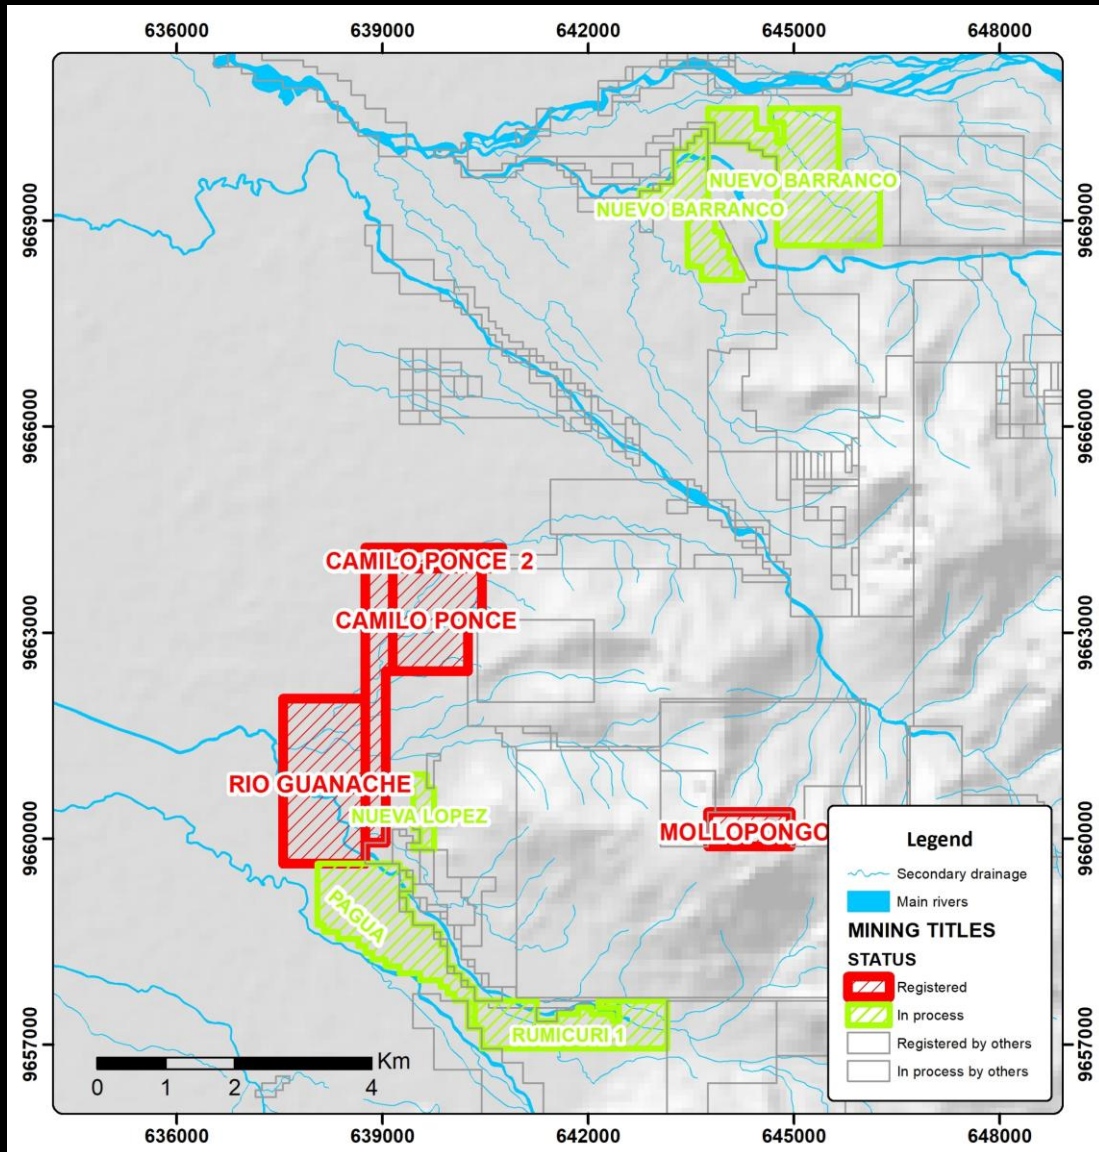 636000 639000 642000 645000 648000
9669000 9669000
NUEVO BARRANCO
NUEVO BARRANCO
9666000 9666000
CAMILO PONCE 2
CAMILO PONCE
9663000 9663000
RIO GUANACHE
NUEVA LOPEZ
MOLLOPONGO
9660000 9660000
PAGUA
RUMICURI 1
9657000 9657000
Km
0 1 2 4
Legend
Secondary drainage
Main rivers
MINING TITLES
STATUS
Registered
In process
Registered by others
In process by others
636000 639000 642000 645000 648000